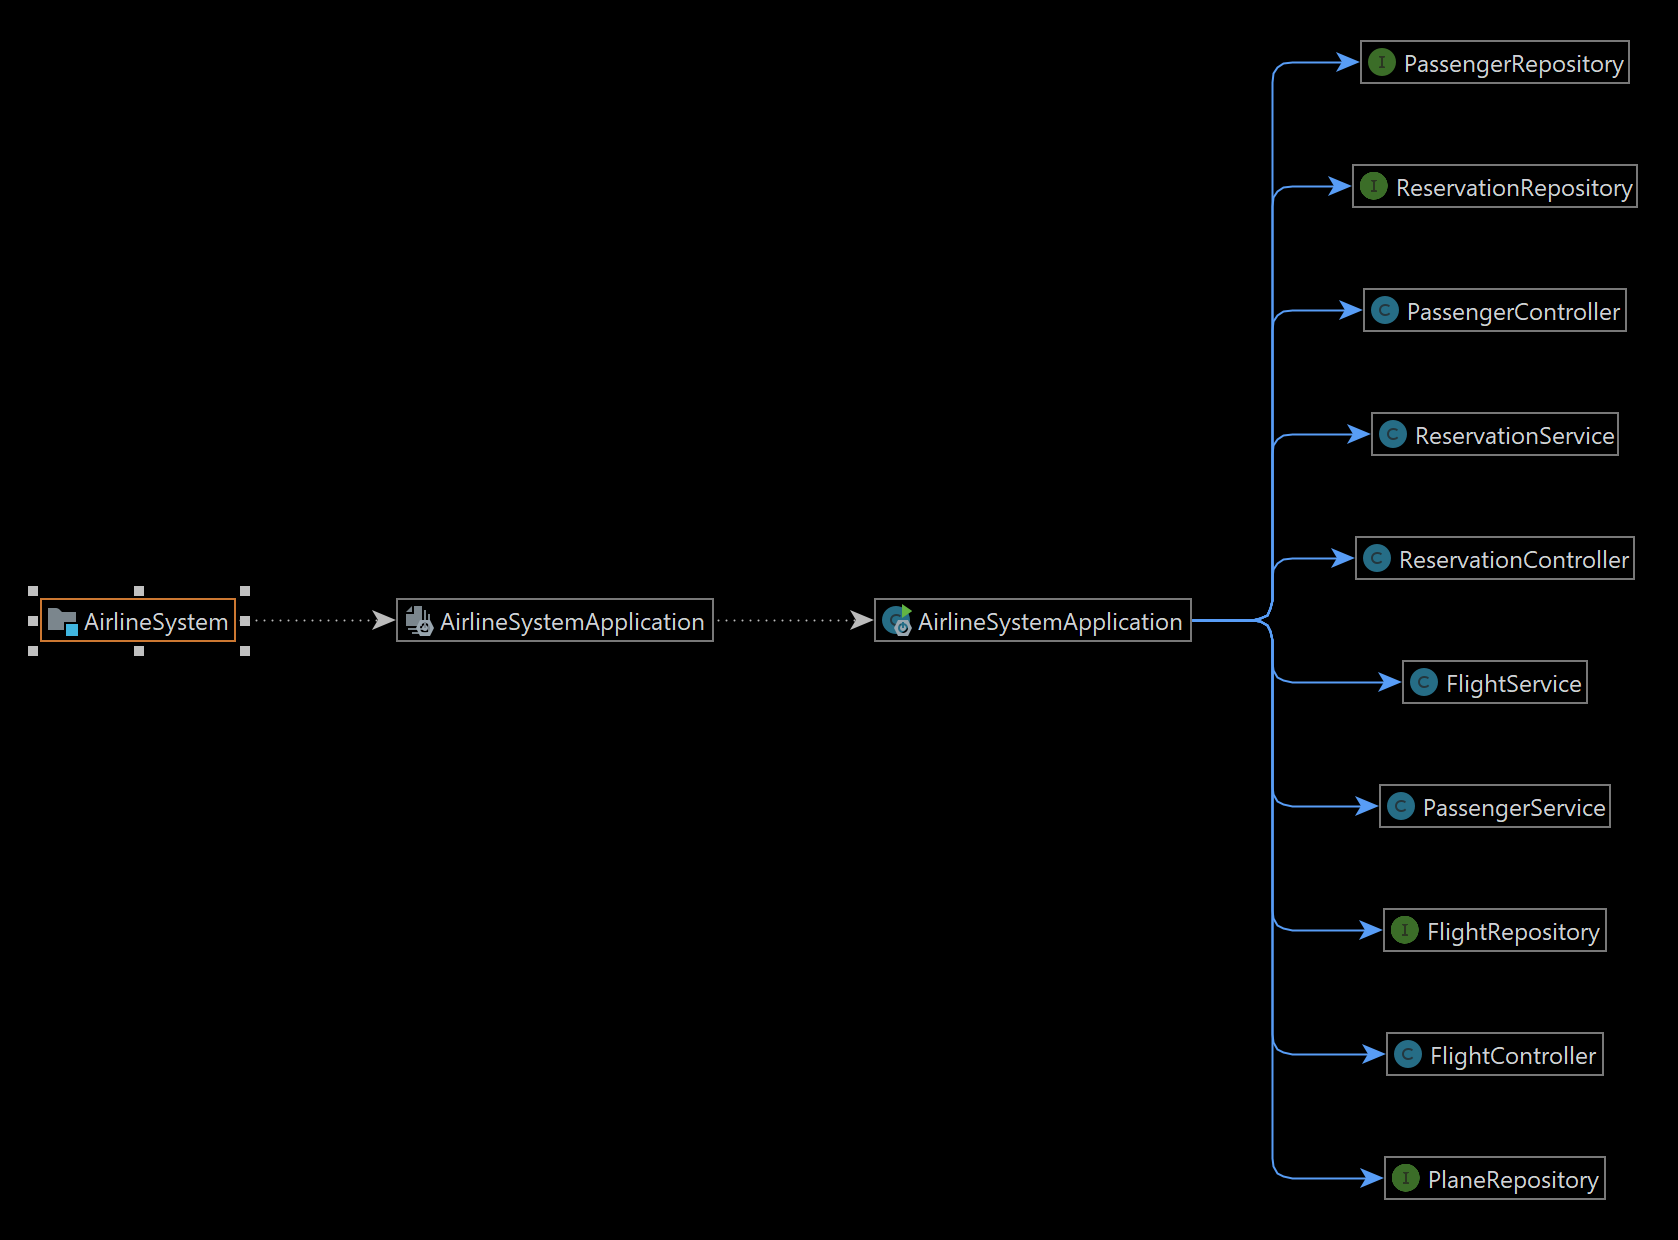 PassengerRepository
ReservationRepository
PassengerController
ReservationService
ReservationController
AirlineSystem
AirlineSystemApplication
AirlineSystemApplication
FlightService
PassengerService
FlightRepository
FlightController
PlaneRepository